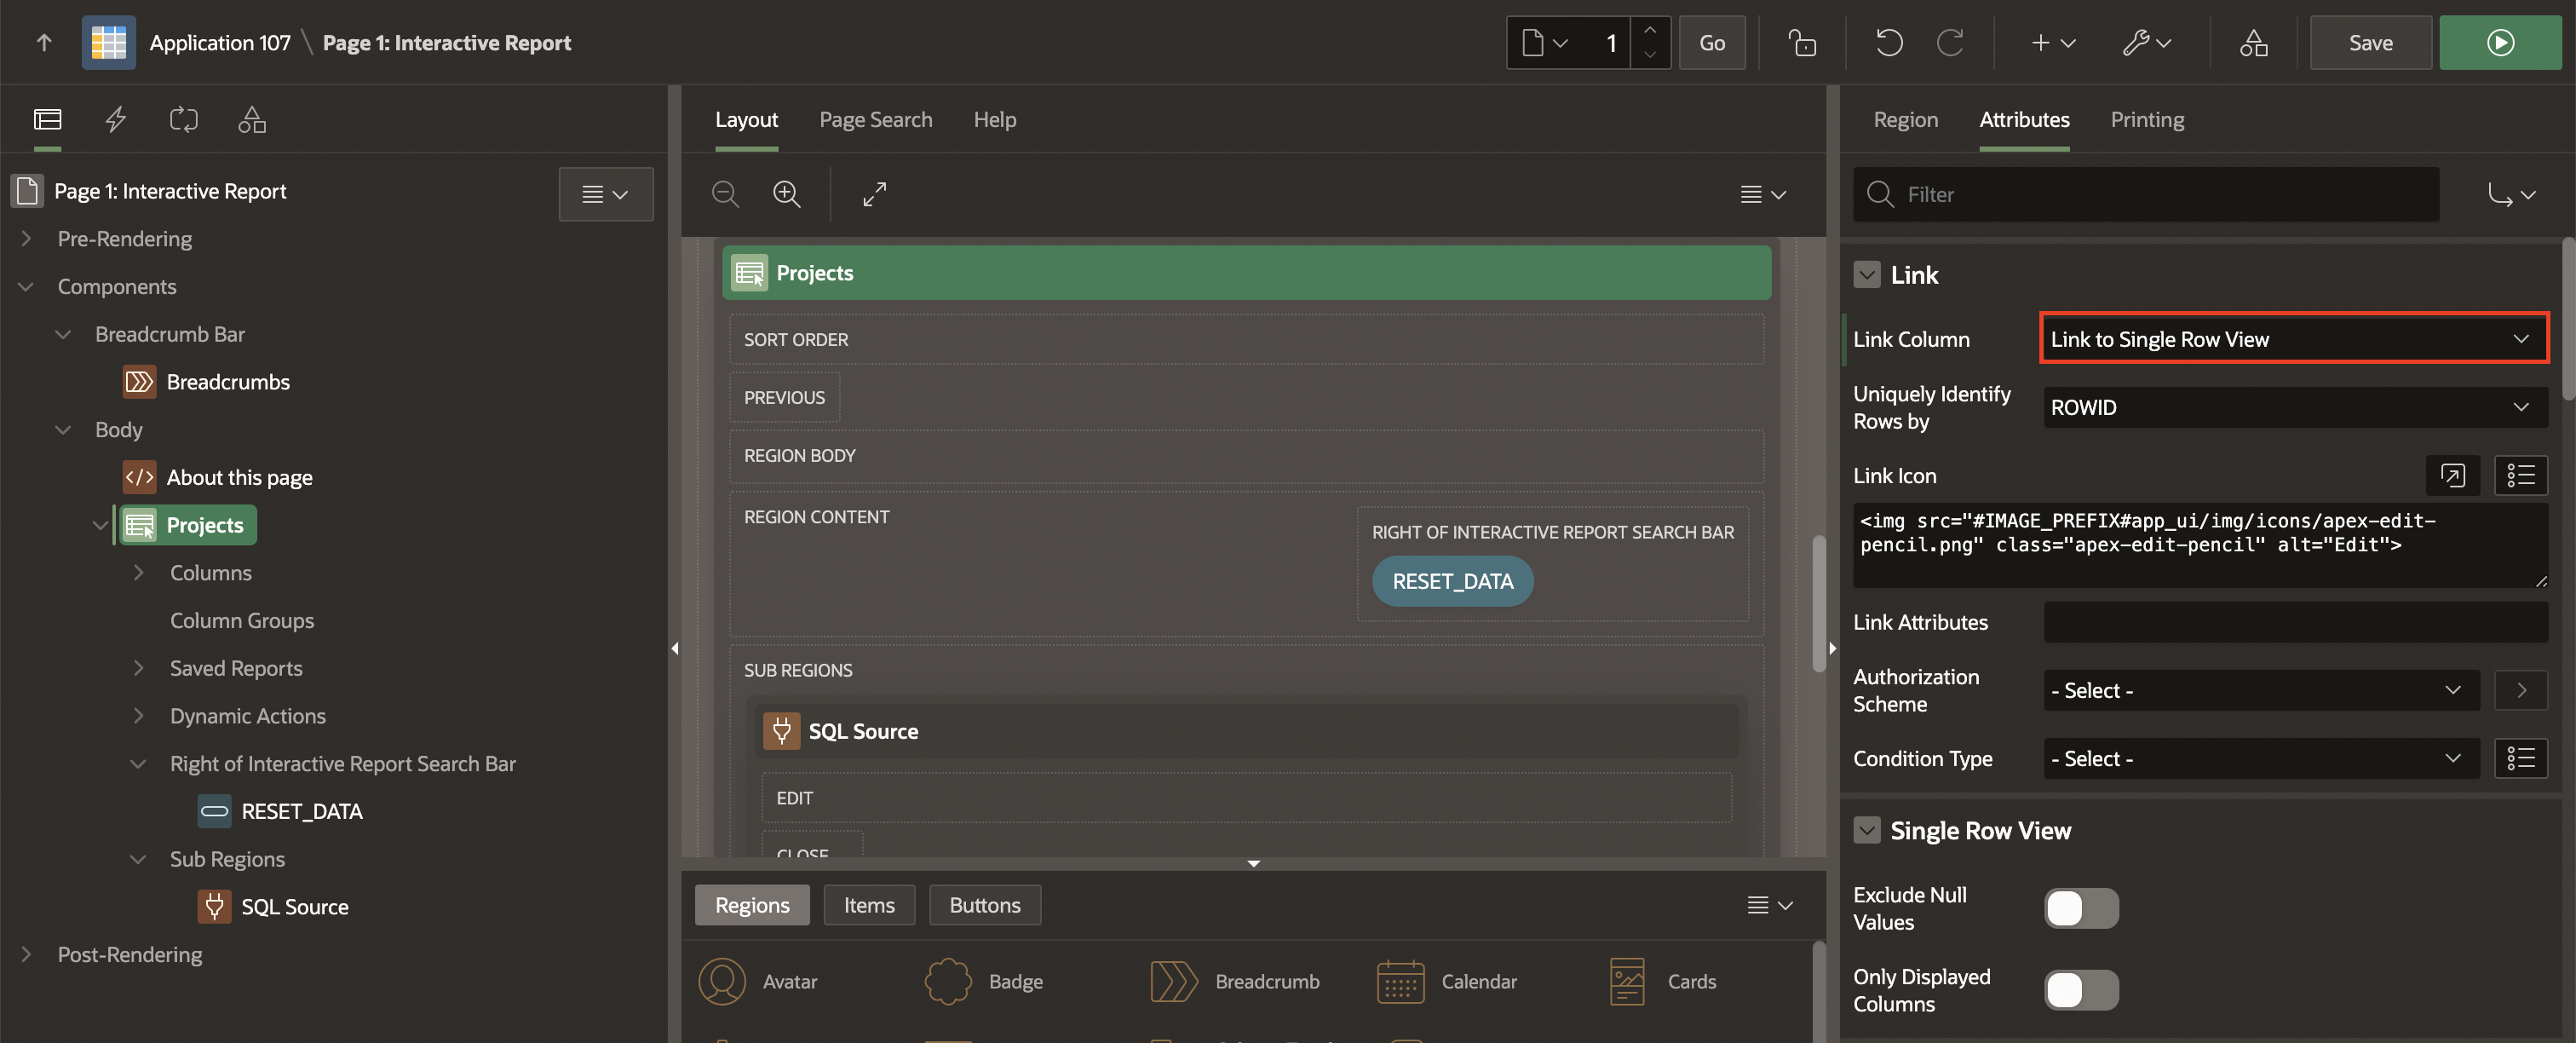 Application 107 \ Page 1: Interactive Report
1
Go
Save
Page 1: Interactive Report
Pre-Rendering
Components
Breadcrumb Bar
Breadcrumbs
Body
</> About this page
Projects
Columns
Column Groups
Saved Reports
Dynamic Actions
Right of Interactive Report Search Bar
RESET_DATA
Sub Regions
SQL Source
Post-Rendering
Layout Page Search Help
Projects
SORT ORDER
PREVIOUS
REGION BODY
REGION CONTENT
RIGHT OF INTERACTIVE REPORT SEARCH BAR
RESET_DATA
SUB REGIONS
SQL Source
EDIT
CLOSE
Regions Items Buttons
Avatar Badge Breadcrumb Calendar Cards
Region Attributes Printing
Filter
Link
Link Column Link to Single Row View
Uniquely Identify
Rows by
ROWID
Link Icon
<img src="#IMAGE_PREFIX#app_ui/img/icons/apex-edit-
pencil.png" class="apex-edit-pencil" alt="Edit">
Link Attributes
Authorization
Scheme
- Select -
Condition Type - Select -
Single Row View
Exclude Null
Values
Only Displayed
Columns